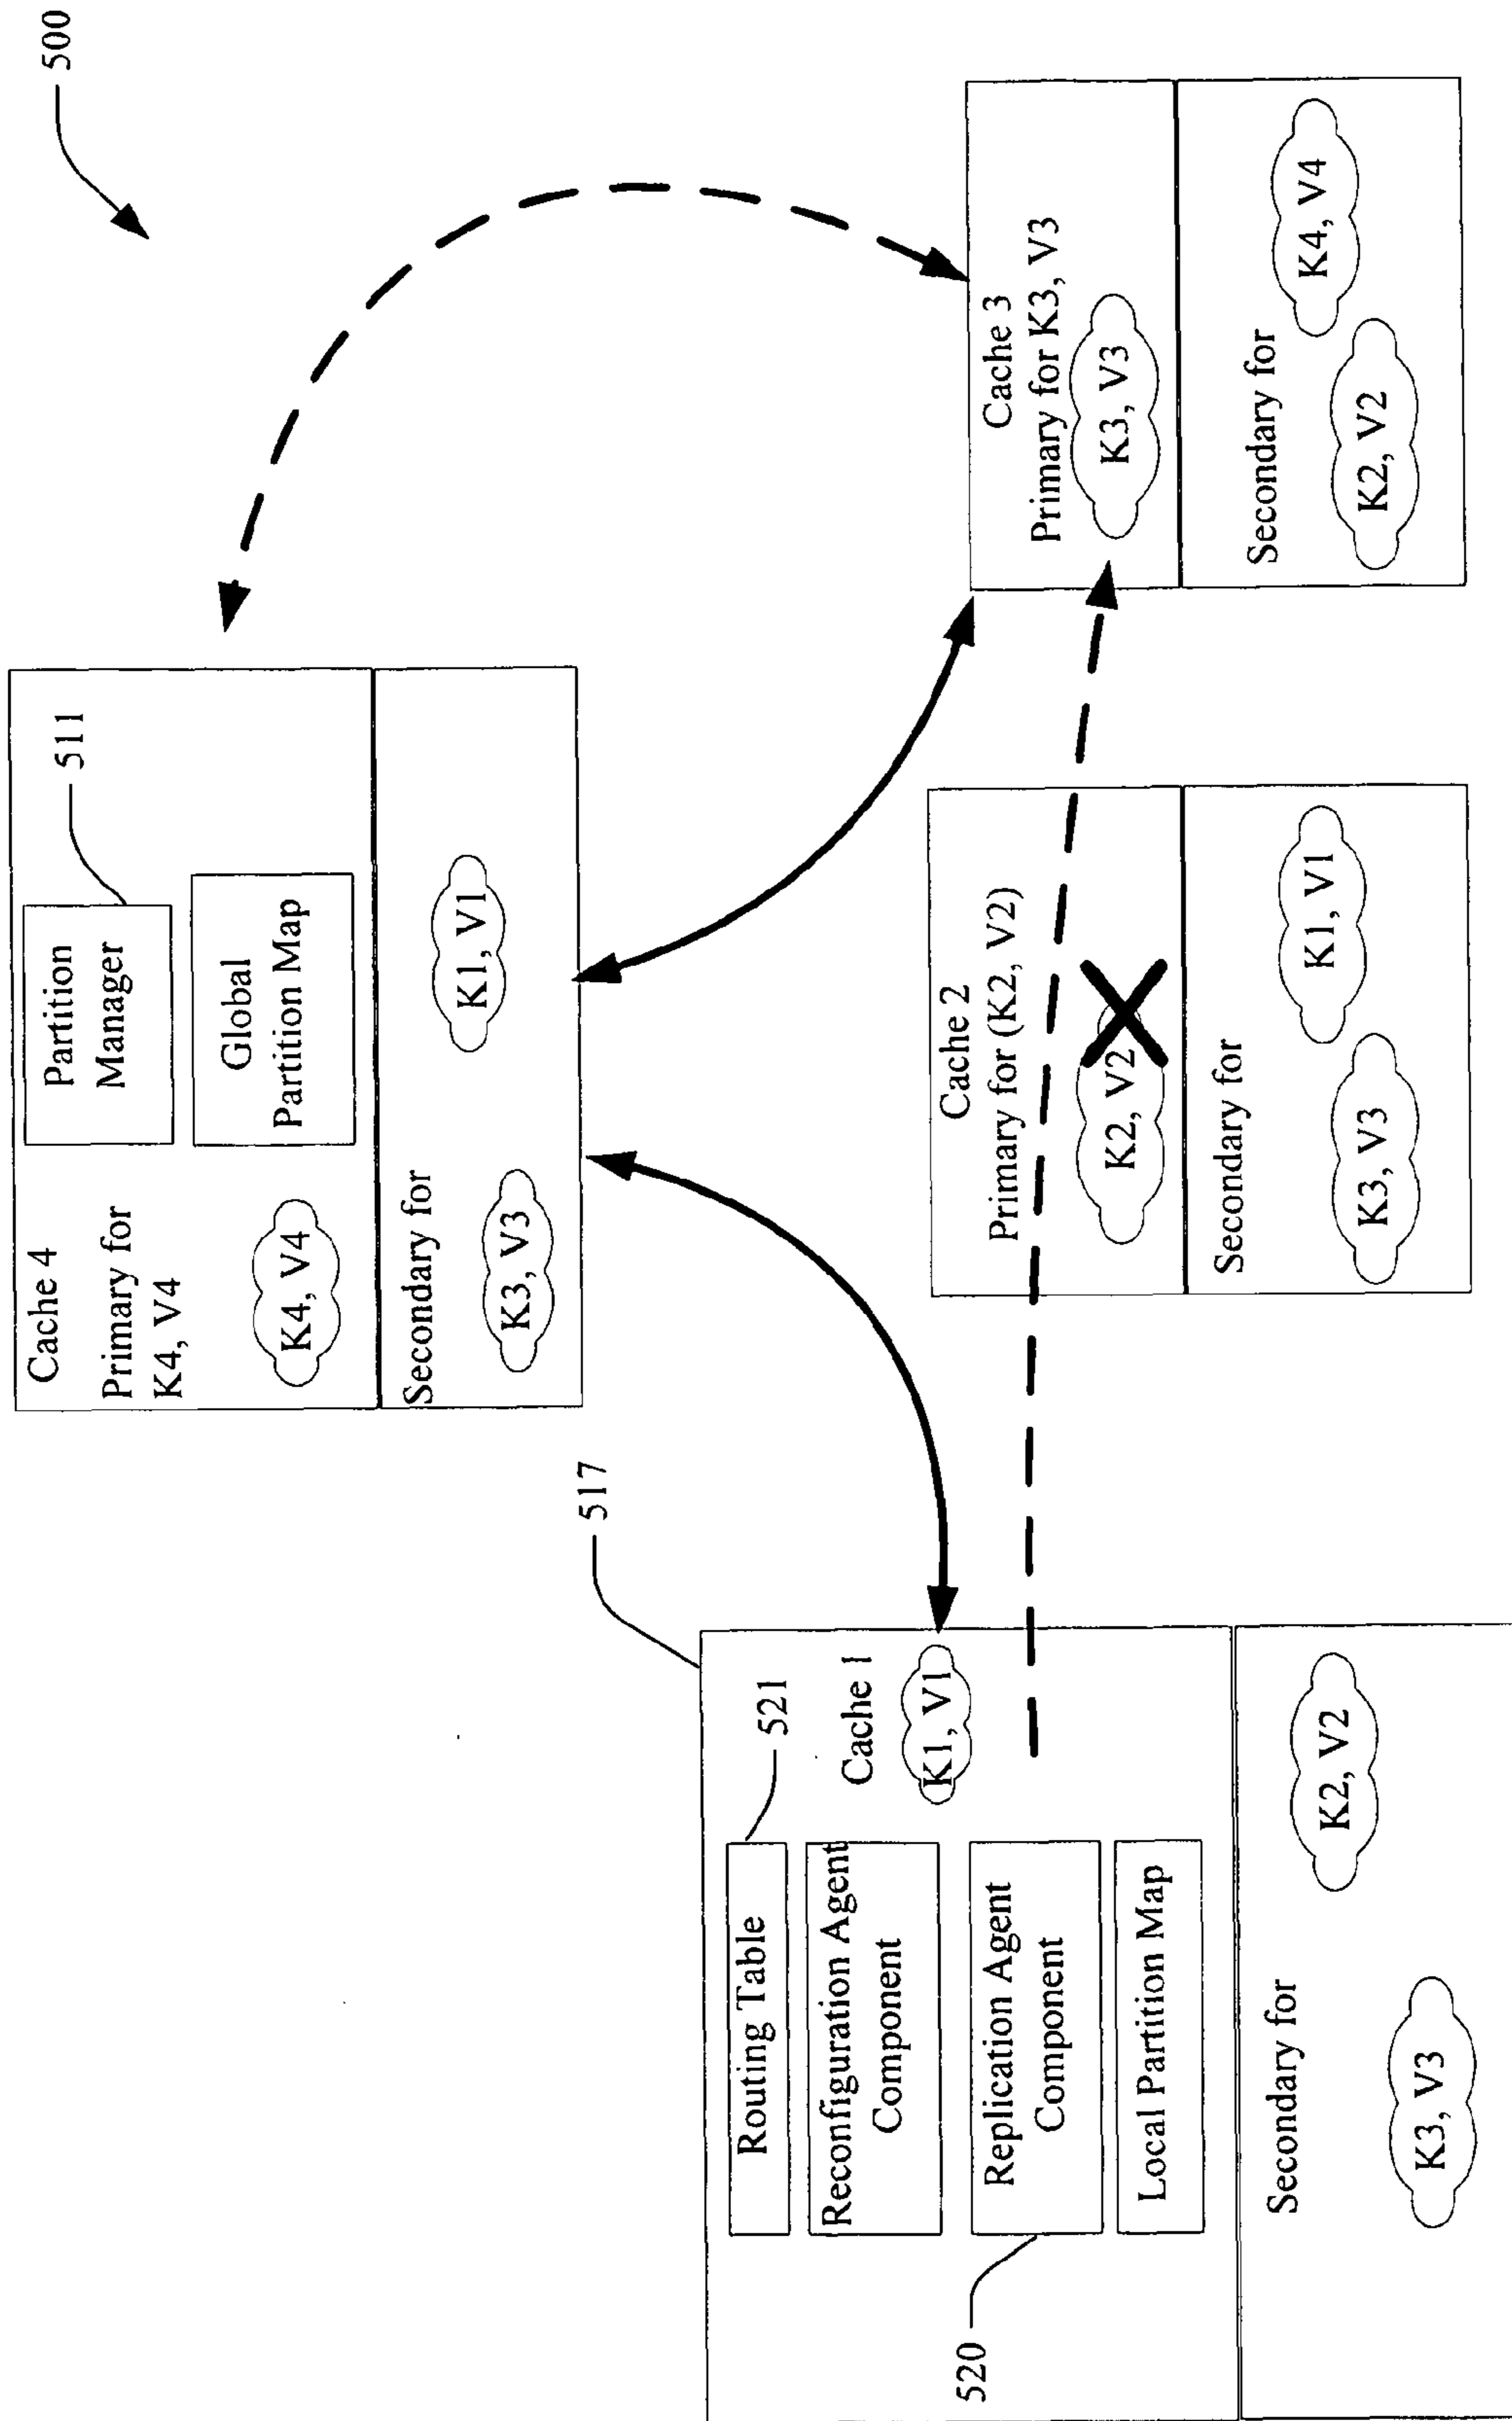 500
Cache 4
Primary for
K4, V4
K4, V4
Partition
Manager
511
Global
Partition Map
Secondary for
K3, V3
K1, V1
517
Routing Table
521
Reconfiguration Agent
Component
Replication Agent
Component
520
Local Partition Map
Cache 1
K1, V1
Secondary for
K3, V3
K2, V2
Cache 2
Primary for (K2, V2)
K2, V2
Secondary for
K3, V3
K1, V1
Cache 3
Primary for K3, V3
K3, V3
Secondary for
K2, V2
K4, V4